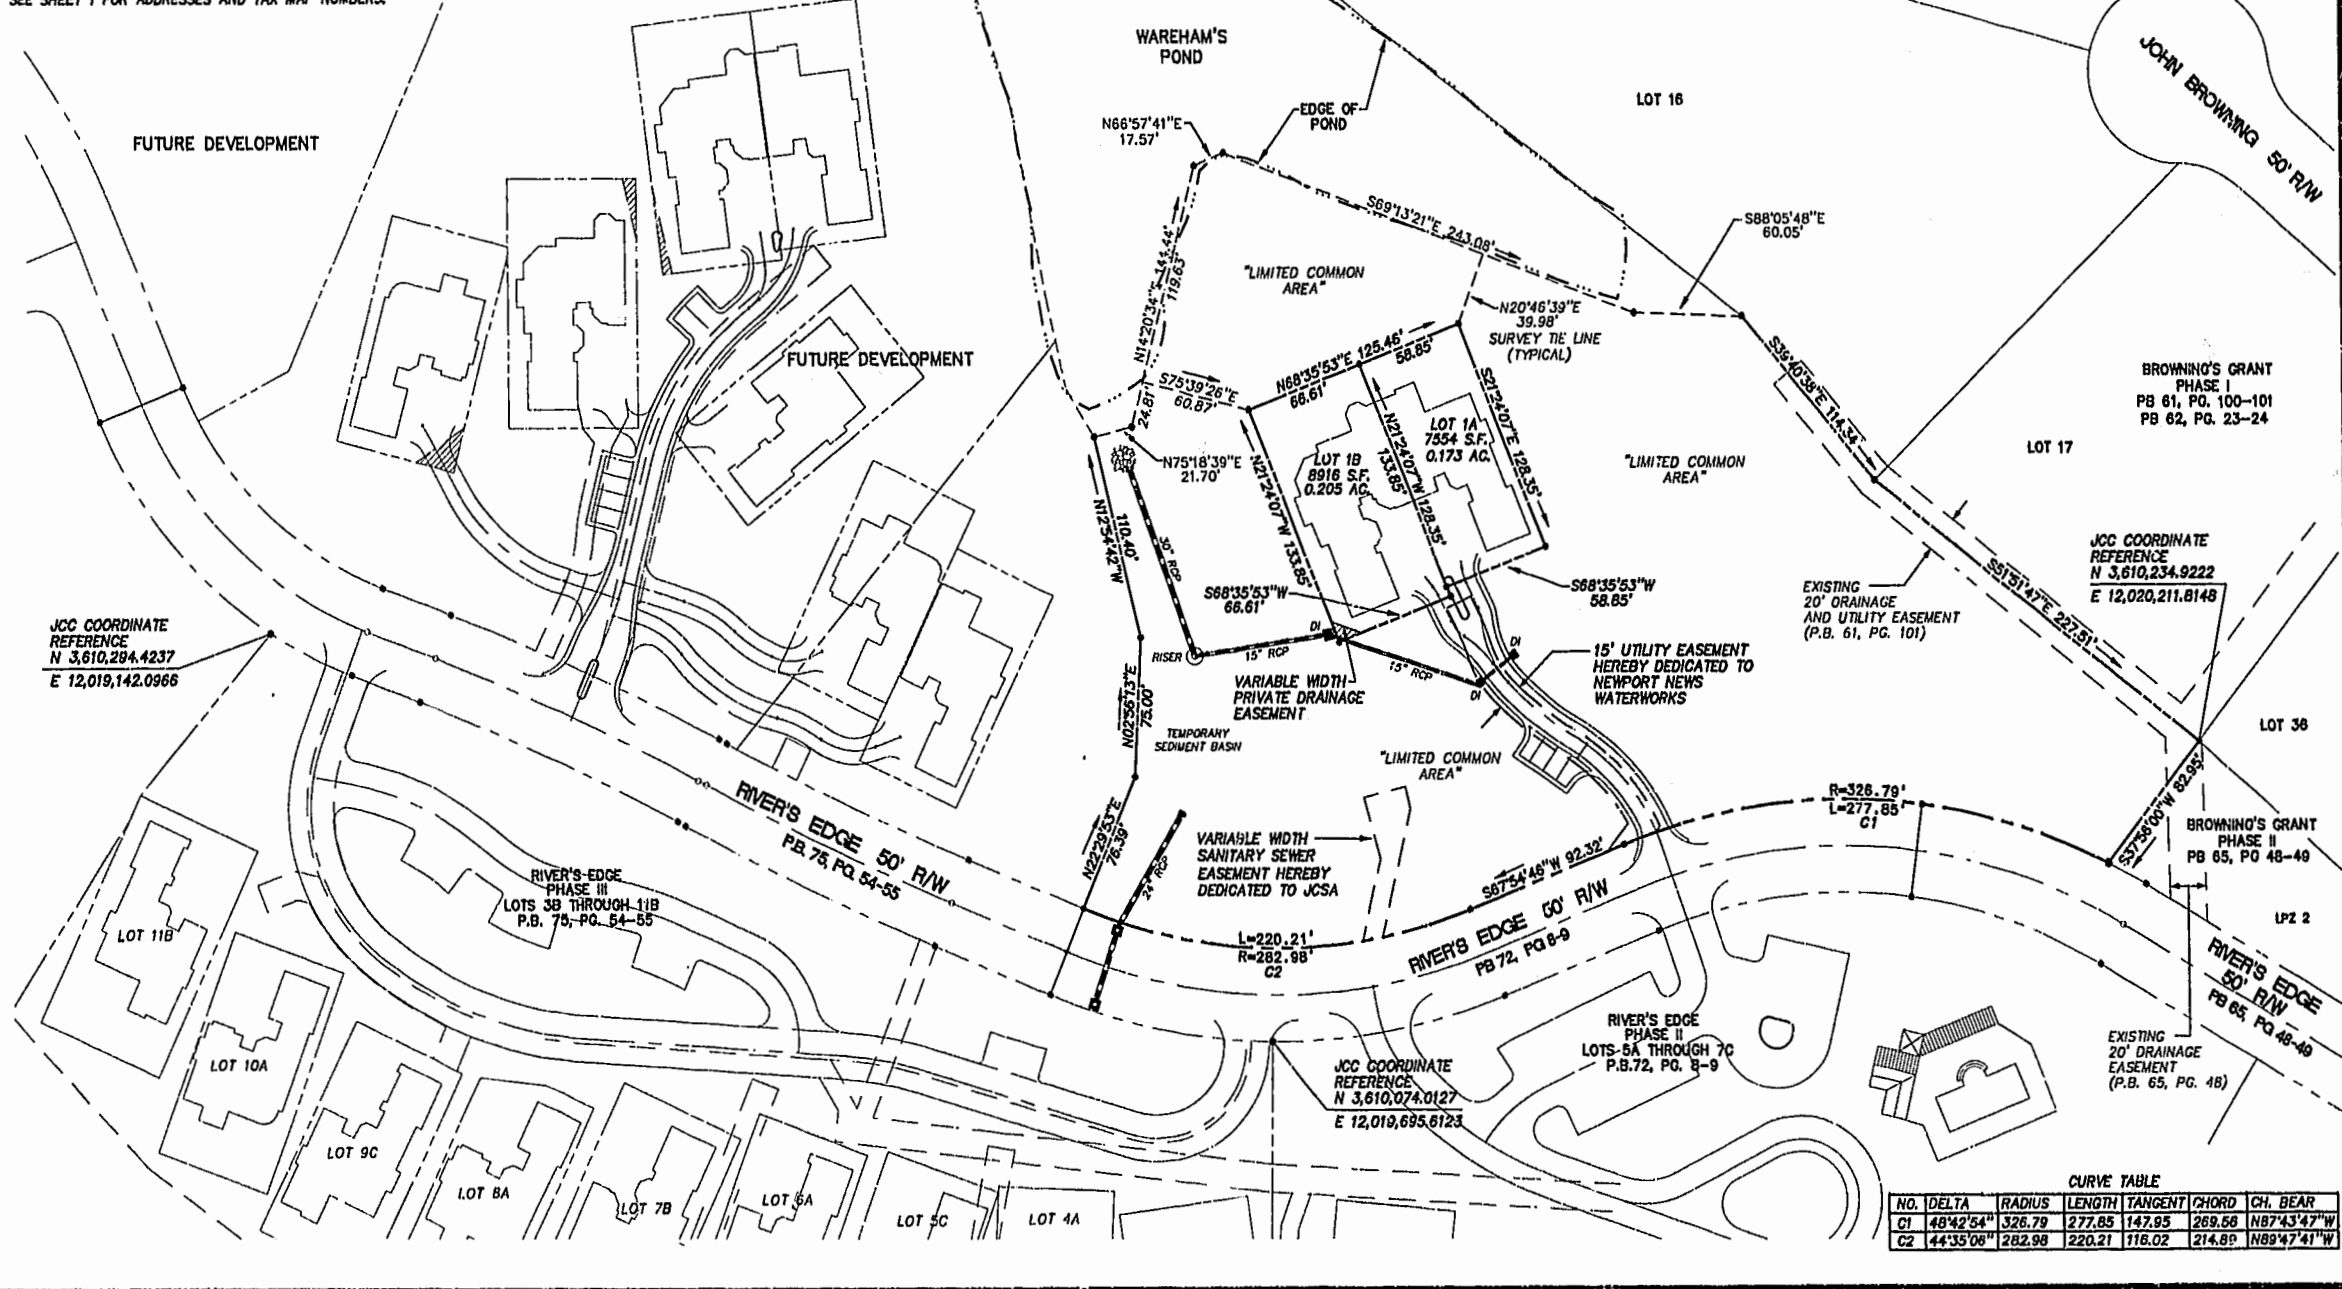 SEE SHEET 1 FOR ADDRESSES AND TAX MAP NUMBERS.
WAREHAM'S
POND
JOHN BROWNING 50' R/W
LOT 16
EDGE OF
POND
N66°57'41"E
17.57'
FUTURE DEVELOPMENT
S69°13'21"E 243.08'
S88°05'48"E
60.05'
N14°20'34"E 144.44'
119.63'
24.81'
"LIMITED COMMON
AREA"
N20°46'39"E
39.98'
SURVEY TIE LINE
(TYPICAL)
FUTURE DEVELOPMENT
S75°39'26"E
60.87'
N68°35'53"E 125.46'
66.61'
58.85'
S39°40'38"E 114.34'
BROWNING'S GRANT
PHASE I
PB 61, PG. 100-101
PB 62, PG. 23-24
LOT 17
LOT 1A
7554 S.F.
0.173 AC.
LOT 1B
8916 S.F.
0.205 AC.
N21°24'07"W 128.35'
133.85'
S21°24'07"E 128.35'
N21°24'07"W 133.85'
"LIMITED COMMON
AREA"
N75°18'39"E
21.70'
N12°54'42"W
110.40'
30" RCP
S68°35'53"W
66.61'
S68°35'53"W
58.85'
EXISTING
20' DRAINAGE
AND UTILITY EASEMENT
(P.B. 61, PG. 101)
S51°51'47"E 227.51'
JCC COORDINATE
REFERENCE
N 3,610,234.9222
E 12,020,211.8148
JCC COORDINATE
REFERENCE
N 3,610,294.4237
E 12,019,142.0966
RISER
15" RCP
DI
15" RCP
DI
DI
15' UTILITY EASEMENT
HEREBY DEDICATED TO
NEWPORT NEWS
WATERWORKS
VARIABLE WIDTH
PRIVATE DRAINAGE
EASEMENT
N02°56'13"E
75.00'
TEMPORARY
SEDIMENT BASIN
"LIMITED COMMON
AREA"
LOT 36
RIVER'S EDGE 50' R/W
P.B. 75, PG. 54-55
N22°29'53"E
76.39'
24" RCP
VARIABLE WIDTH
SANITARY SEWER
EASEMENT HEREBY
DEDICATED TO JCSA
R=326.79'
L=277.85'
C1
S37°56'00"W 82.95'
BROWNING'S GRANT
PHASE II
PB 65, PG 48-49
S67°54'46"W 92.32'
LPZ 2
RIVER'S EDGE
PHASE III
LOTS 3B THROUGH 11B
P.B. 75, PG. 54-55
L=220.21'
R=282.98'
C2
RIVER'S EDGE 50' R/W
PB 72, PG 8-9
RIVER'S EDGE
50' R/W
PB 65, PG 48-49
LOT 11B
LOT 10A
LOT 9C
LOT 8A
LOT 7B
LOT 6A
LOT 5C
LOT 4A
RIVER'S EDGE
PHASE II
LOTS 5A THROUGH 7C
P.B.72, PG. 8-9
JCC COORDINATE
REFERENCE
N 3,610,074.0127
E 12,019,695.6123
EXISTING
20' DRAINAGE
EASEMENT
(P.B. 65, PG. 48)
CURVE TABLE
NO. DELTA RADIUS LENGTH TANGENT CHORD CH. BEAR
C1 48°42'54" 326.79 277.85 147.95 269.56 N87°43'47"W
C2 44°35'06" 282.98 220.21 116.02 214.69 N89°47'41"W